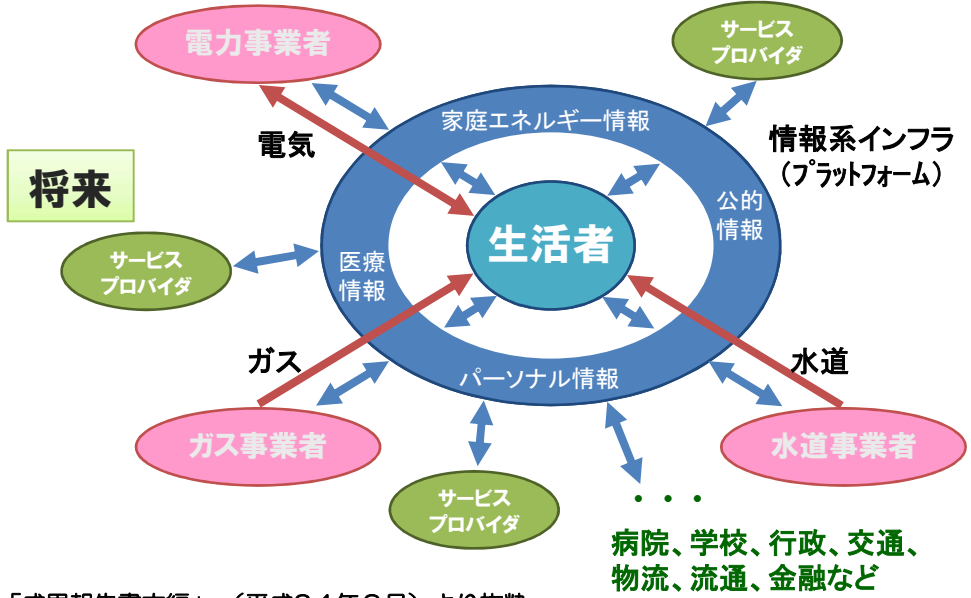 電力事業者
サービス
プロバイダ
家庭エネルギー情報
電気
情報系インフラ
（プラットフォーム）
将来
公的
情報
生活者
サービス
プロバイダ
医療
情報
ガス
水道
パーソナル情報
ガス事業者
水道事業者
サービス
プロバイダ
・・・
病院、学校、行政、交通、
物流、流通、金融など